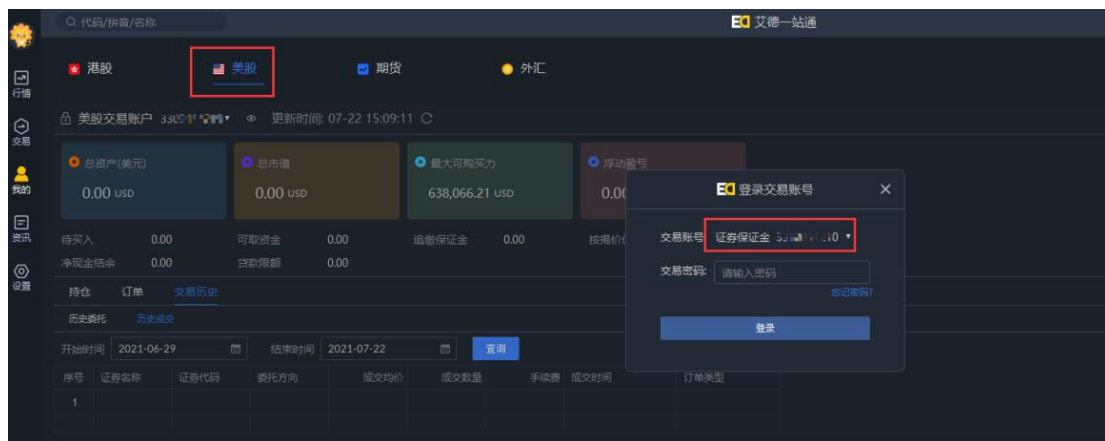 代码/拼音/名称
艾德一站通
港股 美股 期货 外汇
行情
交易
我的
资讯
设置
美股交易账户 更新时间: 07-22 15:09:11
总资产(美元) 总市值 最大可购买力 浮动盈亏
0.00 USD 0.00 USD 638,066.21 USD
待买入 0.00 可取资金 0.00 追缴保证金 0.00
净现金结余 0.00 贷款限额 0.00
持仓 订单 交易历史
历史委托 历史成交
开始时间 2021-06-29 结束时间 2021-07-22 查询
序号 证券名称 证券代码 委托方向 成交均价 成交数量 手续费 成交时间 订单类型
1
登录交易账号
交易账号 证券保证金
交易密码: 请输入密码
忘记密码?
登录